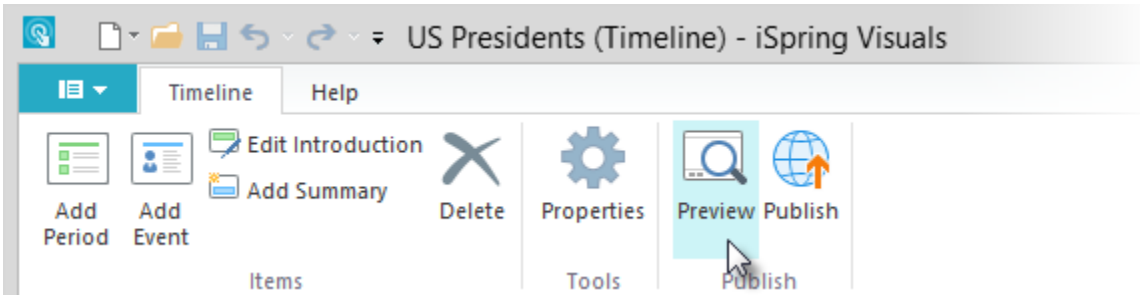 US Presidents (Timeline) - iSpring Visuals
Timeline Help
Edit Introduction
Add Summary
Add Period
Add Event
Delete
Properties
Preview
Publish
Items
Tools
Publish